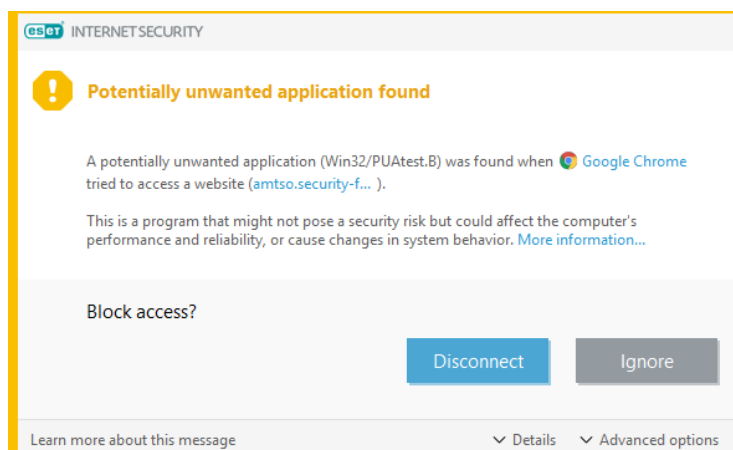 eset INTERNET SECURITY
Potentially unwanted application found
A potentially unwanted application (Win32/PUAtest.B) was found when Google Chrome
tried to access a website (amtso.security-f... ).
This is a program that might not pose a security risk but could affect the computer's
performance and reliability, or cause changes in system behavior. More information...
Block access?
Disconnect Ignore
Learn more about this message Details Advanced options